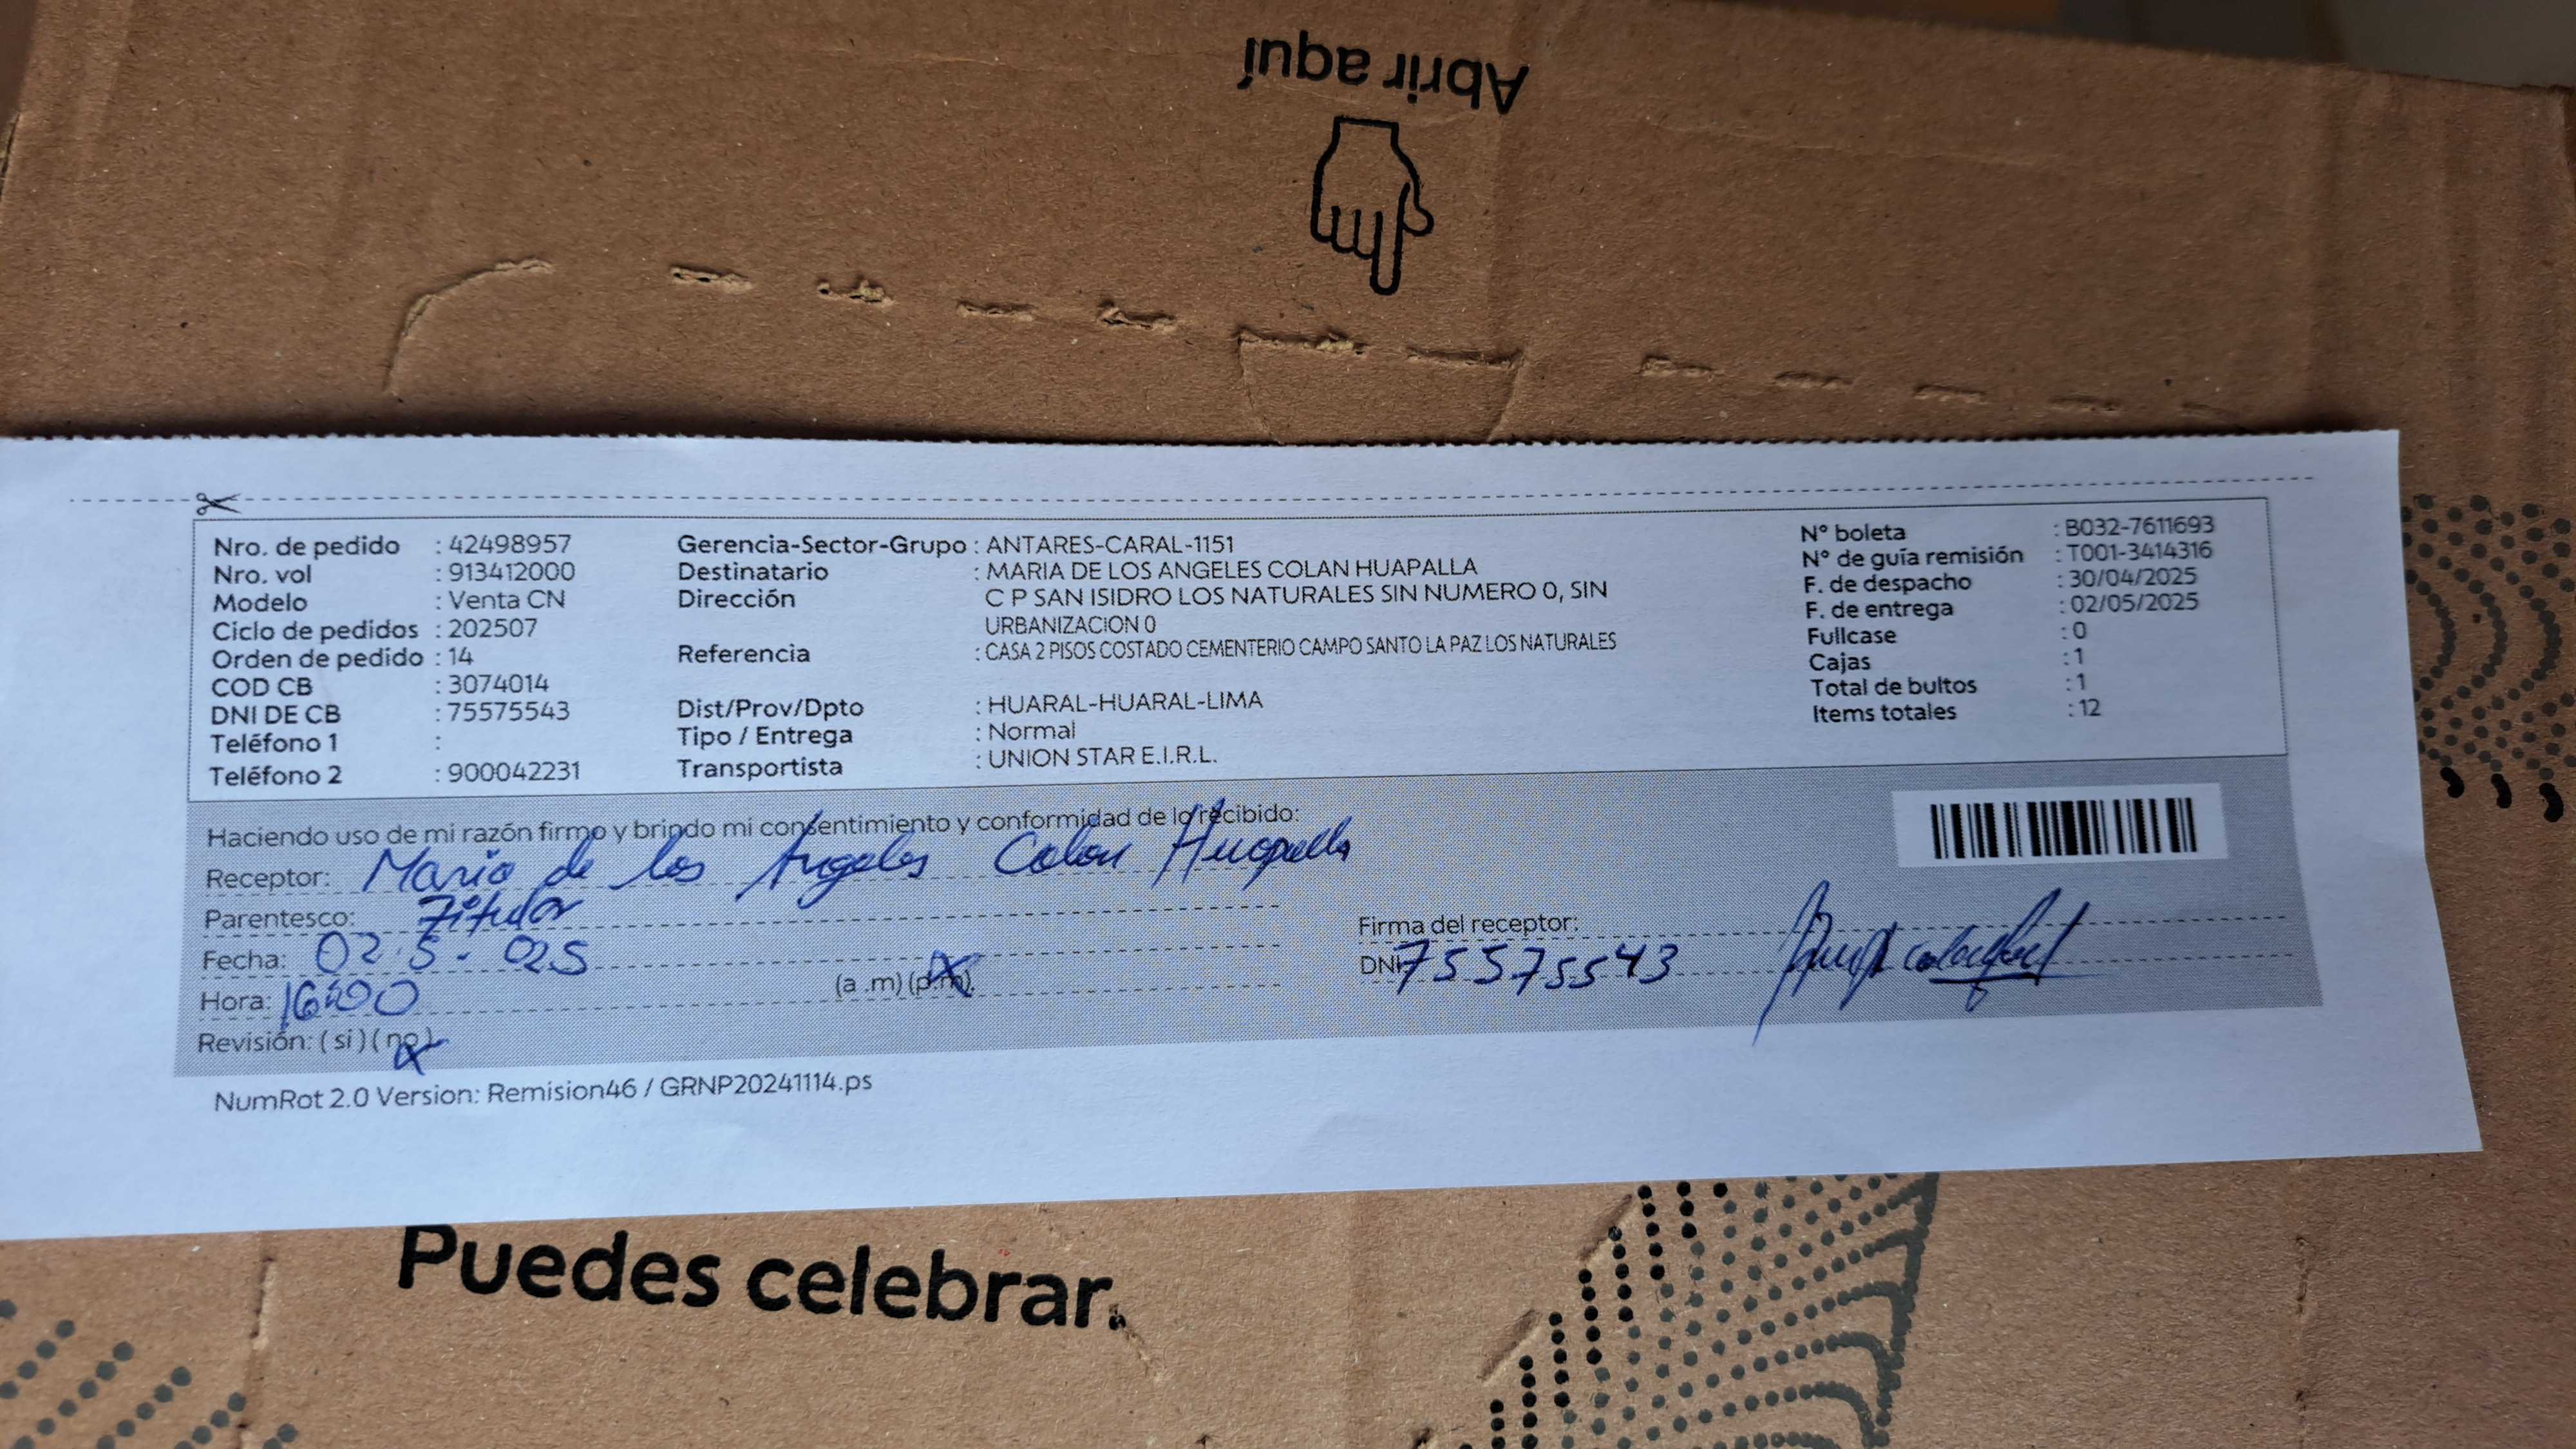 Abrir aquí
Nro. de pedido : 42498957
Nro. vol : 913412000
Modelo : Venta CN
Ciclo de pedidos : 202507
Orden de pedido : 14
COD CB : 3074014
DNI DE CB : 75575543
Teléfono 1 :
Teléfono 2 : 900042231
Gerencia-Sector-Grupo : ANTARES-CARAL-1151
Destinatario : MARIA DE LOS ANGELES COLAN HUAPALLA
Dirección C P SAN ISIDRO LOS NATURALES SIN NUMERO 0, SIN
URBANIZACION 0
Referencia : CASA 2 PISOS COSTADO CEMENTERIO CAMPO SANTO LA PAZ LOS NATURALES
Dist/Prov/Dpto : HUARAL-HUARAL-LIMA
Tipo / Entrega : Normal
Transportista : UNION STAR E.I.R.L.
N° boleta : B032-7611693
N° de guía remisión : T001-3414316
F. de despacho : 30/04/2025
F. de entrega : 02/05/2025
Fullcase : 0
Cajas : 1
Total de bultos : 1
Items totales : 12
Haciendo uso de mi razón firmo y brindo mi consentimiento y conformidad de lo recibido:
Receptor: Maria de los Angeles Colan Huapalla
Parentesco: Titular
Fecha: 02.5.025
Hora: 16:00 (a .m) (p.m).
Revisión: ( si ) ( no )
Firma del receptor:
DNI 75575543
NumRot 2.0 Version: Remision46 / GRNP20241114.ps
Puedes celebrar.